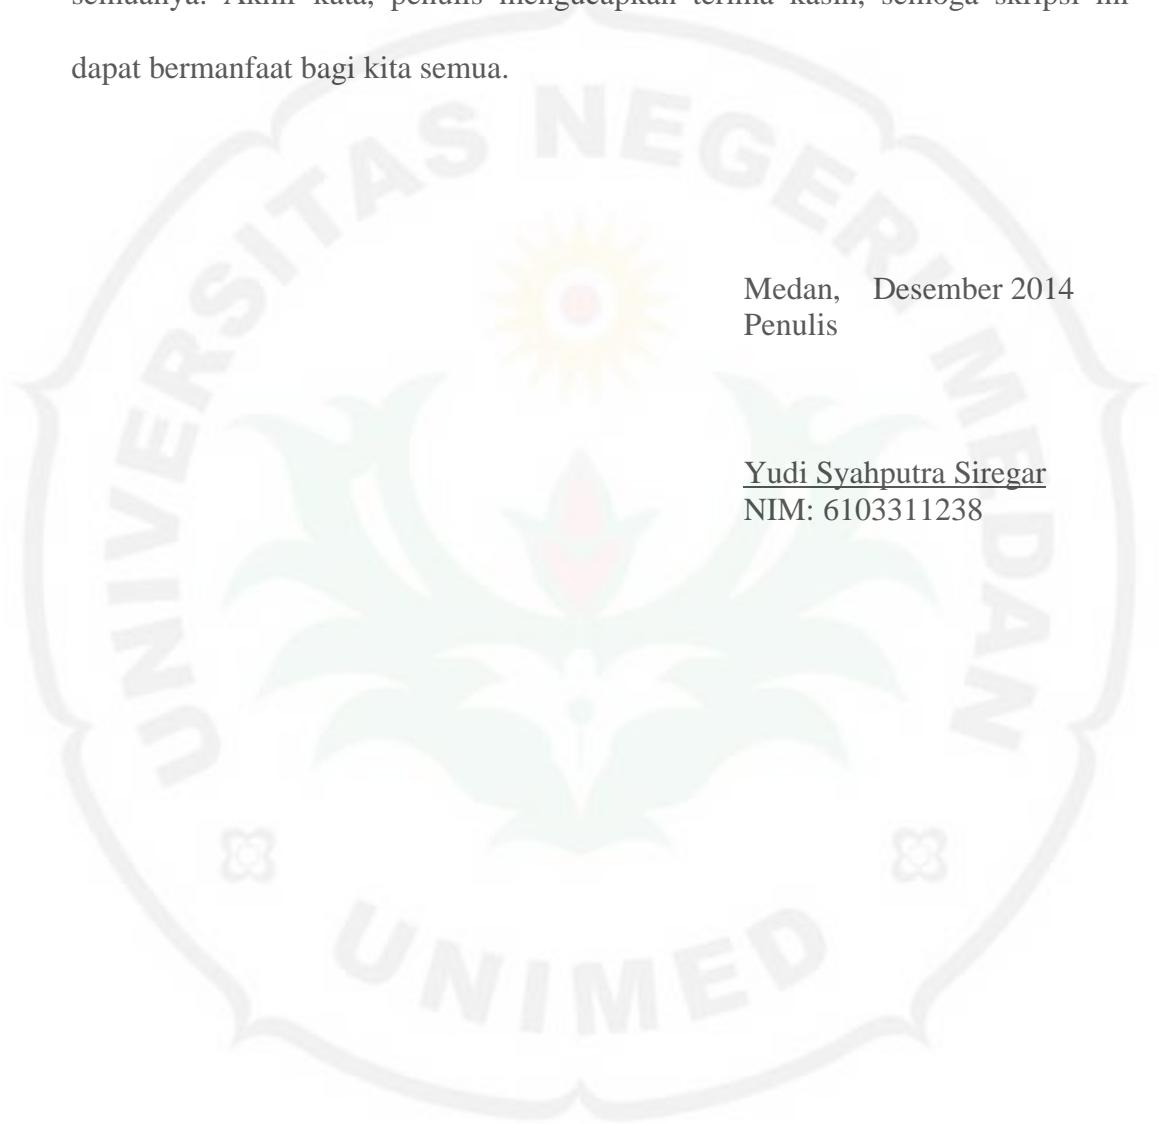 semuanya. Akhir kata, penulis mengucapkan terima kasih, semoga skripsi ini
dapat bermanfaat bagi kita semua.
UNIVERSITAS NEGERI MEDAN
Medan, Desember 2014
Penulis
Yudi Syahputra Siregar
NIM: 6103311238
UNIMED